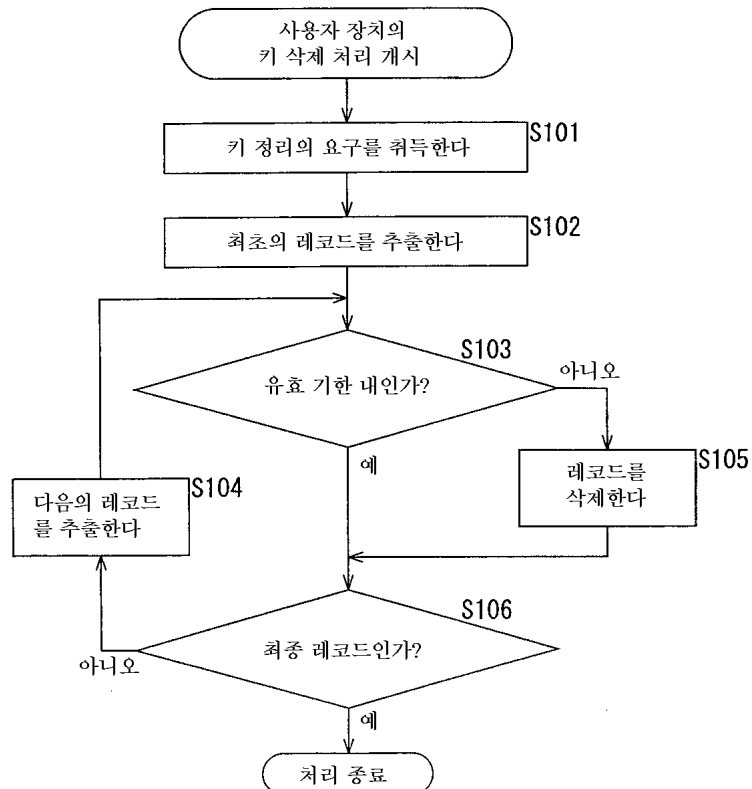 사용자 장치의
키 삭제 처리 개시
키 정리의 요구를 취득한다
S101
최초의 레코드를 추출한다
S102
유효 기한 내인가?
S103
아니오
예
레코드를
삭제한다
S105
다음의 레코드
를 추출한다
S104
최종 레코드인가?
S106
아니오
예
처리 종료